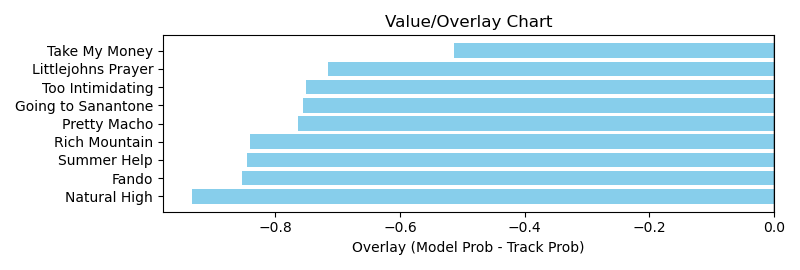 Value/Overlay Chart
Take My Money
Littlejohns Prayer
Too Intimidating
Going to Sanantone
Pretty Macho
Rich Mountain
Summer Help
Fando
Natural High
−0.8 −0.6 −0.4 −0.2 0.0
Overlay (Model Prob - Track Prob)